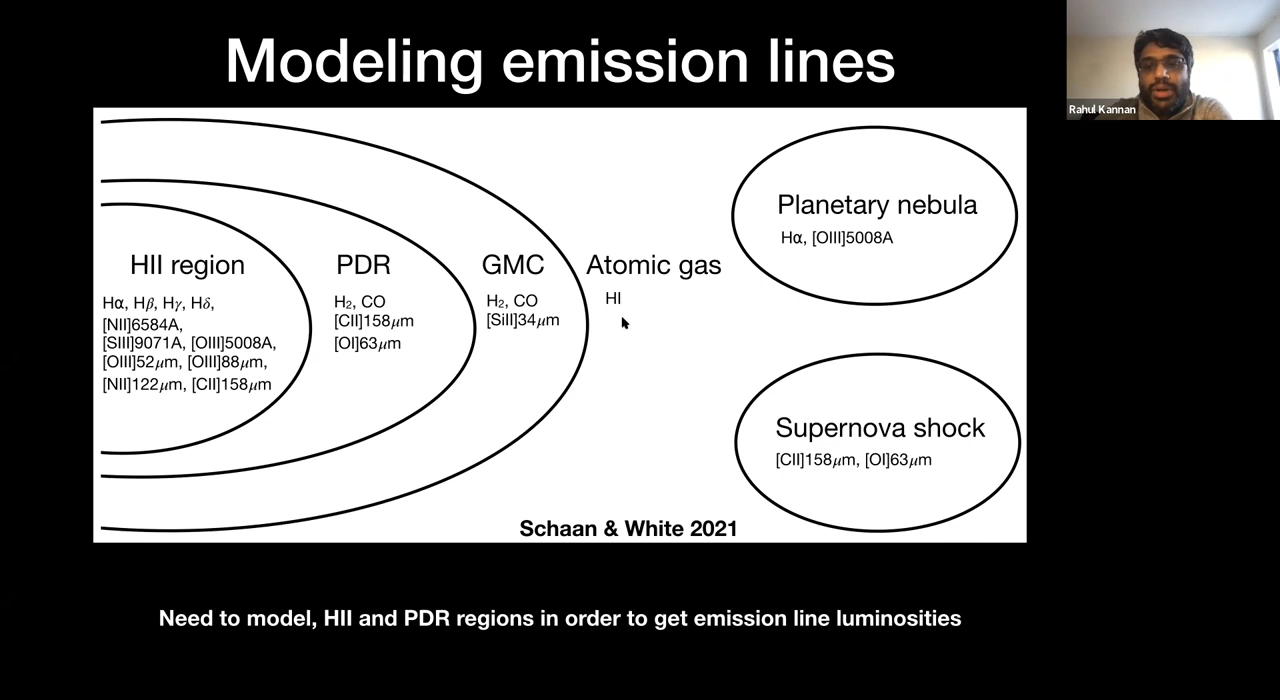 Modeling emission lines
Rahul Kannan
HII region
Hα, Hβ, Hγ, Hδ,
[NII]6584A,
[SIII]9071A, [OIII]5008A,
[OIII]52μm, [OIII]88μm,
[NII]122μm, [CII]158μm
PDR
H₂, CO
[CII]158μm
[OI]63μm
GMC
H₂, CO
[SiII]34μm
Atomic gas
HI
Planetary nebula
Hα, [OIII]5008A
Supernova shock
[CII]158μm, [OI]63μm
Schaan & White 2021
Need to model, HII and PDR regions in order to get emission line luminosities